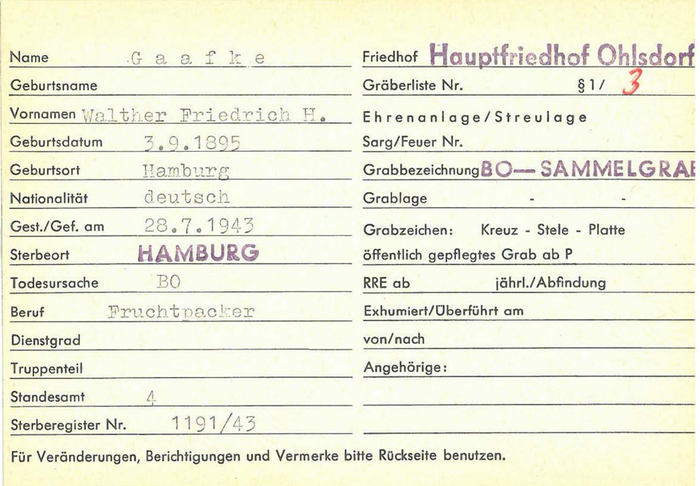 Name G a a f k e
Geburtsname
Vornamen Walther Friedrich H.
Geburtsdatum 3.9.1895
Geburtsort Hamburg
Nationalität deutsch
Gest./Gef. am 28.7.1943
Sterbeort HAMBURG
Todesursache BO
Beruf Fruchtpacker
Dienstgrad
Truppenteil
Standesamt 4
Sterberegister Nr. 1191/43
Friedhof Hauptfriedhof Ohlsdorf
Gräberliste Nr. § 1/ 3
Ehrenanlage/Streulage
Sarg/Feuer Nr.
Grabbezeichnung BO—SAMMELGRAB
Grablage - -
Grabzeichen: Kreuz - Stele - Platte
öffentlich gepflegtes Grab ab P
RRE ab jährl./Abfindung
Exhumiert/Überführt am
von/nach
Angehörige:
Für Veränderungen, Berichtigungen und Vermerke bitte Rückseite benutzen.